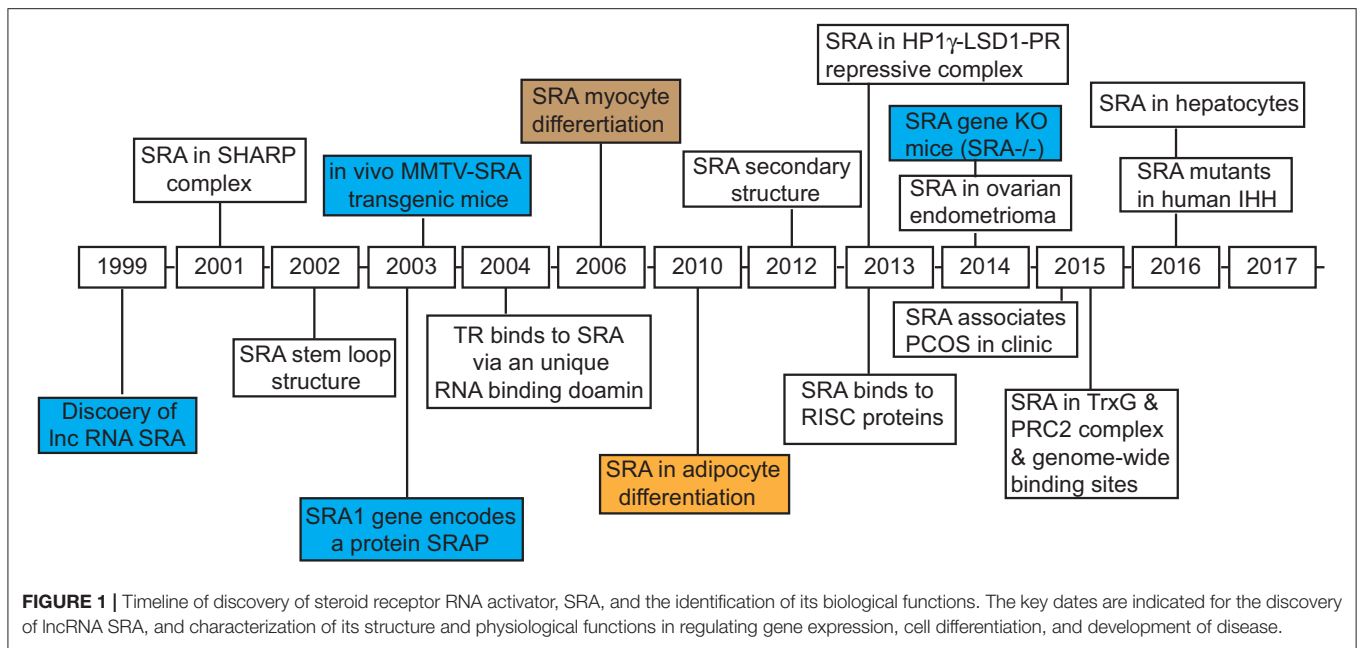 SRA in HP1γ-LSD1-PR
repressive complex
SRA myocyte
differertiation
SRA gene KO
mice (SRA-/-)
SRA in hepatocytes
SRA in SHARP
complex
in vivo MMTV-SRA
transgenic mice
SRA secondary
structure
SRA in ovarian
endometrioma
SRA mutants
in human IHH
1999 2001 2002 2003 2004 2006 2010 2012 2013 2014 2015 2016 2017
SRA stem loop
structure
TR binds to SRA
via an unique
RNA binding doamin
SRA associates
PCOS in clinic
Discoery of
lnc RNA SRA
SRA binds to
RISC proteins
SRA in TrxG &
PRC2 complex
& genome-wide
binding sites
SRA in adipocyte
differentiation
SRA1 gene encodes
a protein SRAP
FIGURE 1 | Timeline of discovery of steroid receptor RNA activator, SRA, and the identification of its biological functions. The key dates are indicated for the discovery
of lncRNA SRA, and characterization of its structure and physiological functions in regulating gene expression, cell differentiation, and development of disease.